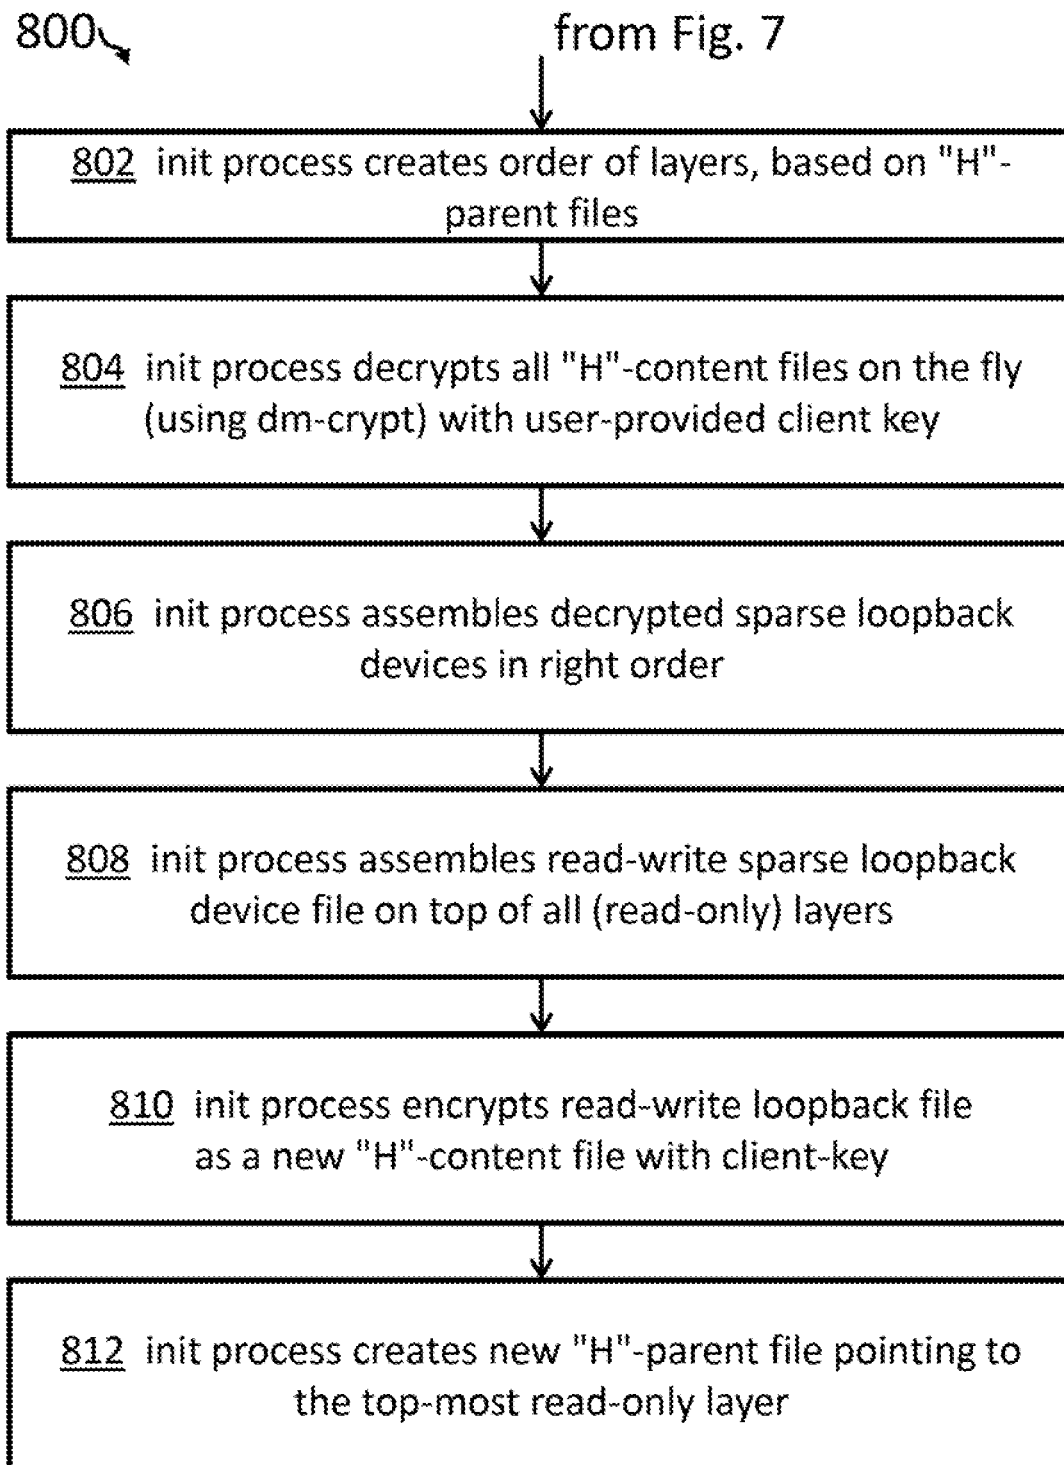 800
from Fig. 7
802 init process creates order of layers, based on "H"-
parent files
804 init process decrypts all "H"-content files on the fly
(using dm-crypt) with user-provided client key
806 init process assembles decrypted sparse loopback
devices in right order
808 init process assembles read-write sparse loopback
device file on top of all (read-only) layers
810 init process encrypts read-write loopback file
as a new "H"-content file with client-key
812 init process creates new "H"-parent file pointing to
the top-most read-only layer